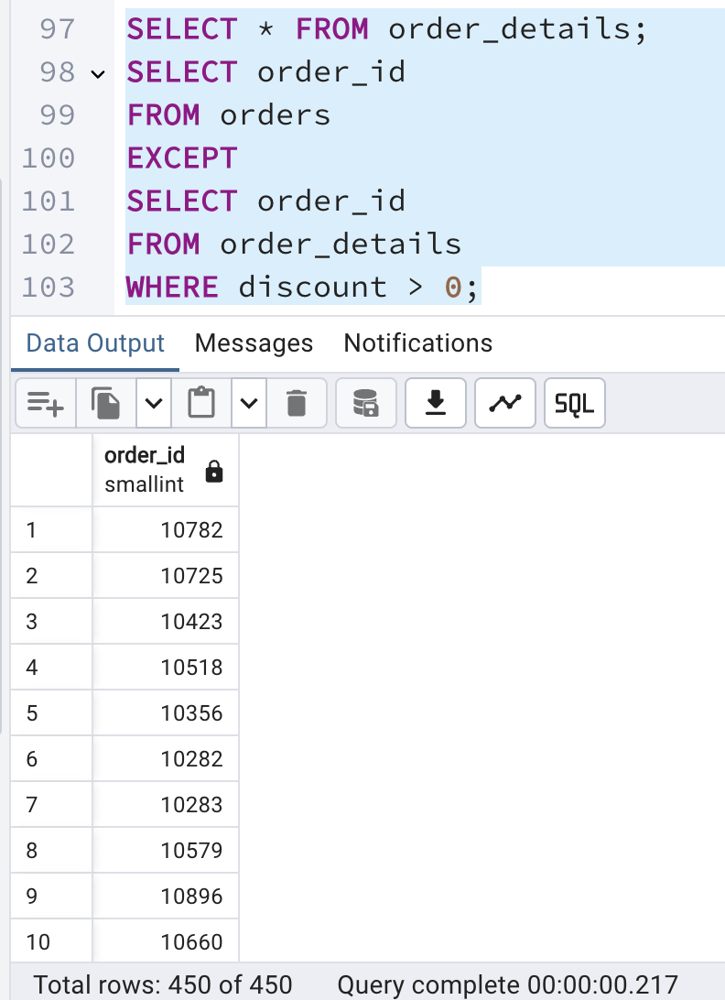 97 SELECT * FROM order_details;
98 SELECT order_id
99 FROM orders
100 EXCEPT
101 SELECT order_id
102 FROM order_details
103 WHERE discount > 0;
Data Output Messages Notifications
SQL
order_id
smallint
1 10782
2 10725
3 10423
4 10518
5 10356
6 10282
7 10283
8 10579
9 10896
10 10660
Total rows: 450 of 450 Query complete 00:00:00.217